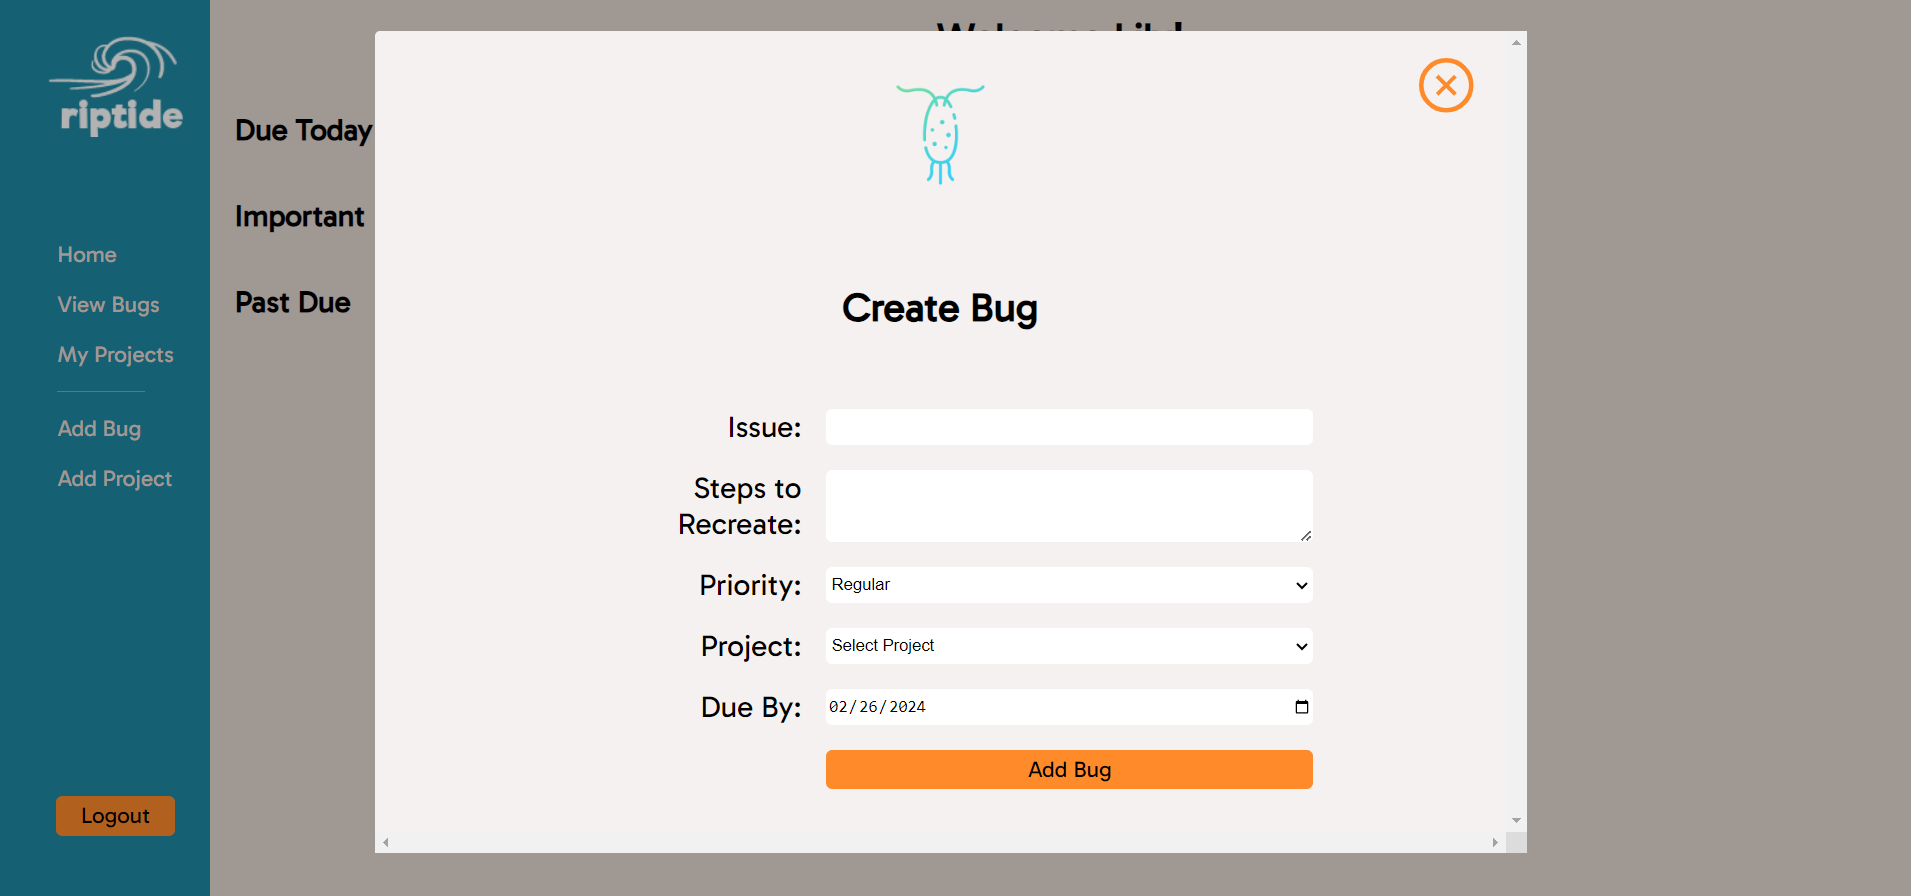 riptide
Home
View Bugs
My Projects
Add Bug
Add Project
Logout
Due Today
Important
Past Due
Create Bug
Issue:
Steps to
Recreate:
Priority:
Regular
Project:
Select Project
Due By:
02/26/2024
Add Bug